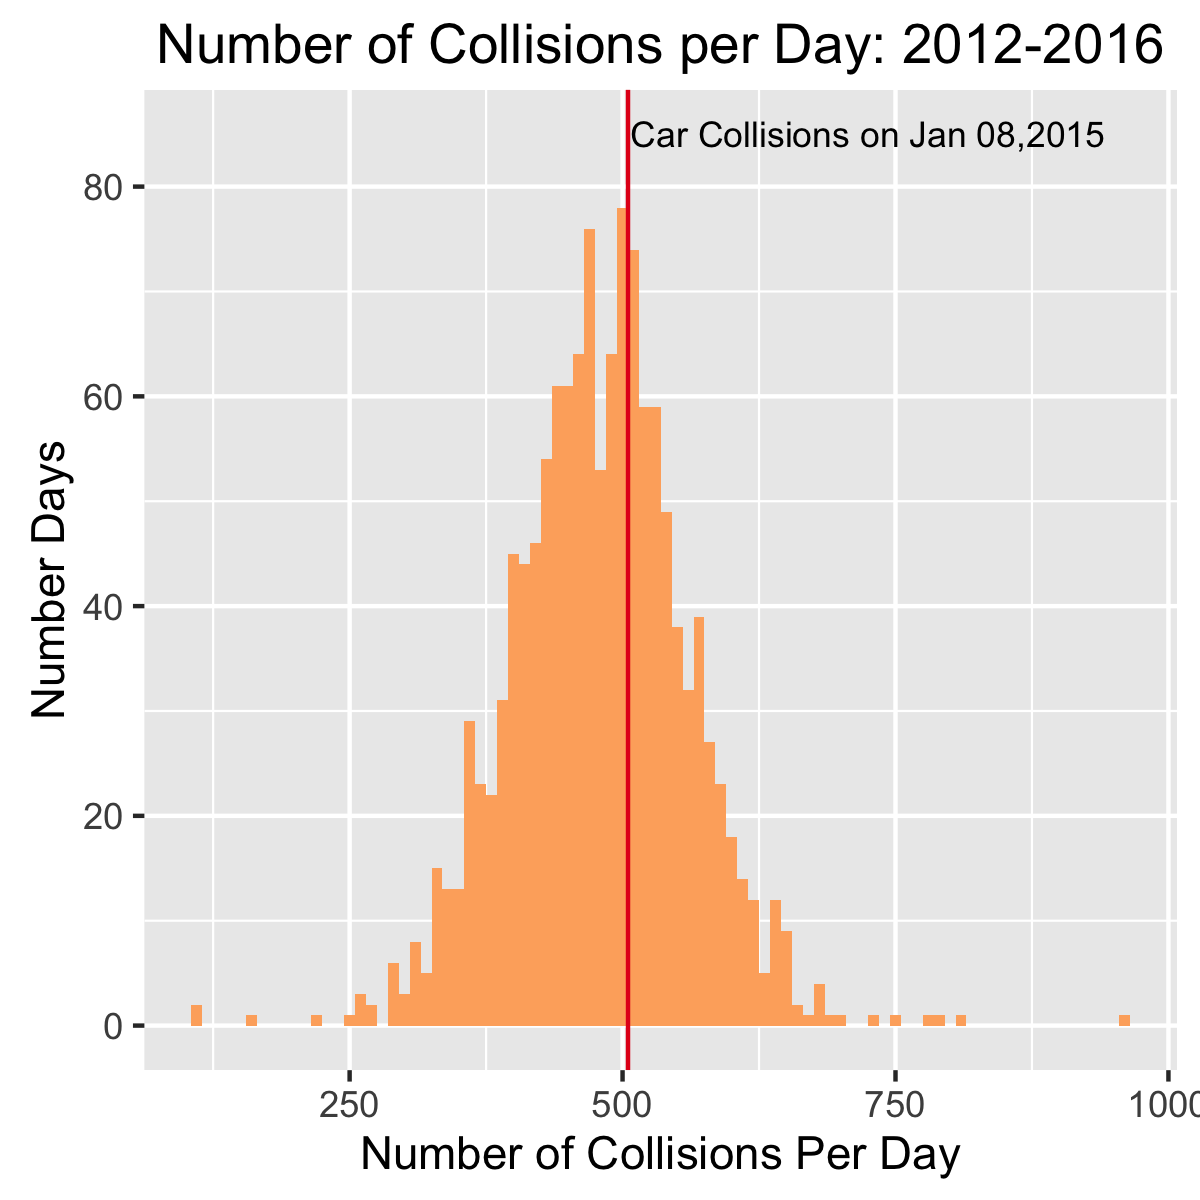 Number of Collisions per Day: 2012-2016
Car Collisions on Jan 08,2015
80
60
40
20
0
Number Days
250 500 750 1000
Number of Collisions Per Day